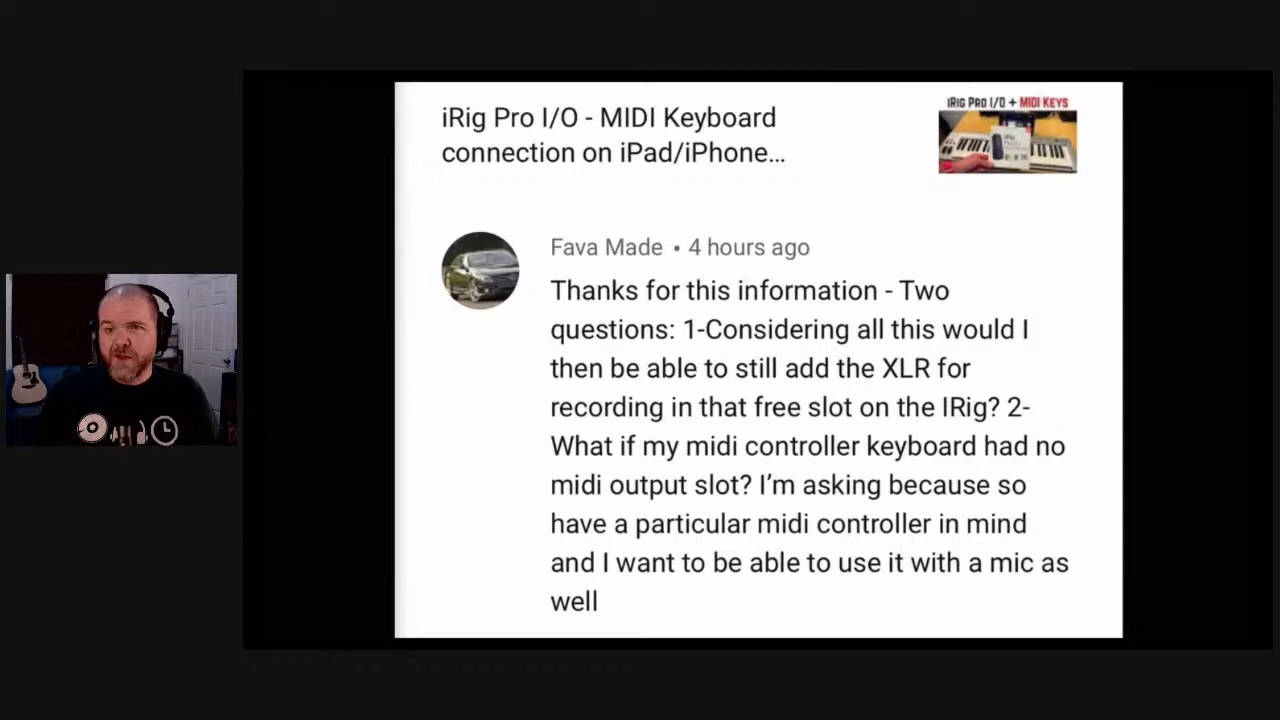 iRig Pro I/O - MIDI Keyboard
connection on iPad/iPhone...
IRIG PRO I/O + MIDI KEYS
Fava Made • 4 hours ago
Thanks for this information - Two
questions: 1-Considering all this would I
then be able to still add the XLR for
recording in that free slot on the IRig? 2-
What if my midi controller keyboard had no
midi output slot? I’m asking because so
have a particular midi controller in mind
and I want to be able to use it with a mic as
well